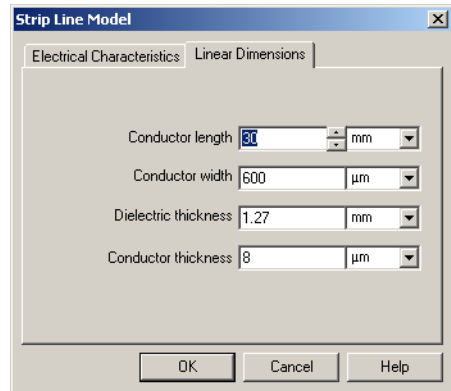 Strip Line Model
Electrical Characteristics Linear Dimensions
Conductor length 30 mm
Conductor width 600 µm
Dielectric thickness 1.27 mm
Conductor thickness 8 µm
OK Cancel Help